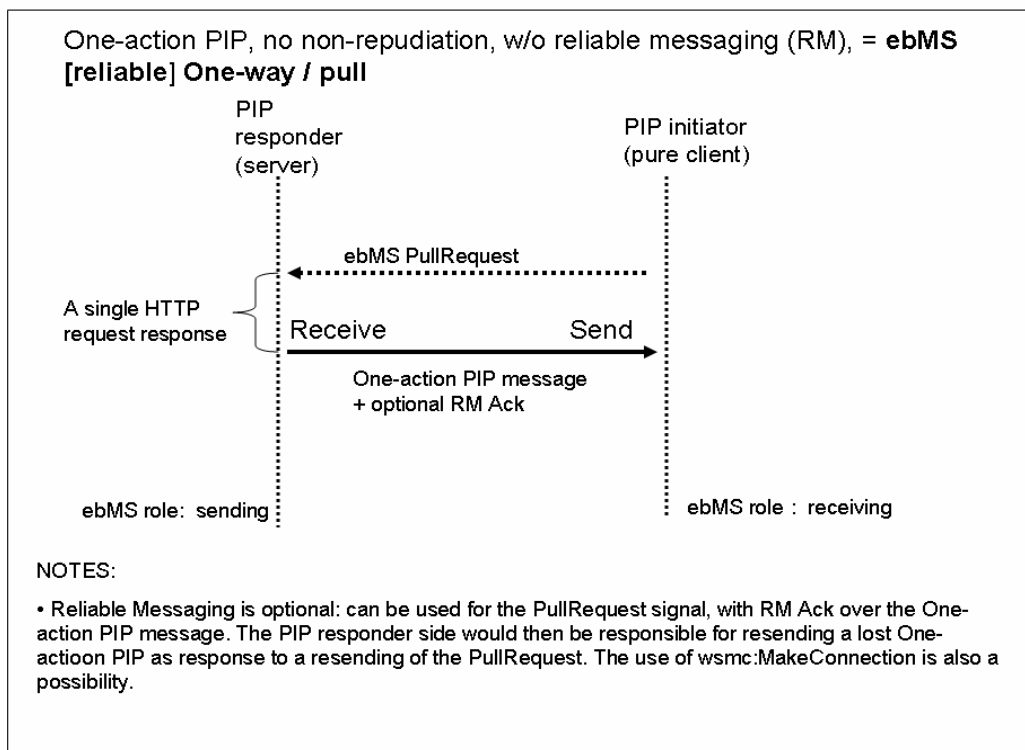 One-action PIP, no non-repudiation, w/o reliable messaging (RM), = ebMS
[reliable] One-way / pull
PIP
responder
(server)
PIP initiator
(pure client)
ebMS PullRequest
A single HTTP
request response
Receive
Send
One-action PIP message
+ optional RM Ack
ebMS role: sending
ebMS role : receiving
NOTES:
• Reliable Messaging is optional: can be used for the PullRequest signal, with RM Ack over the One-
action PIP message. The PIP responder side would then be responsible for resending a lost One-
actioon PIP as response to a resending of the PullRequest. The use of wsmc:MakeConnection is also a
possibility.